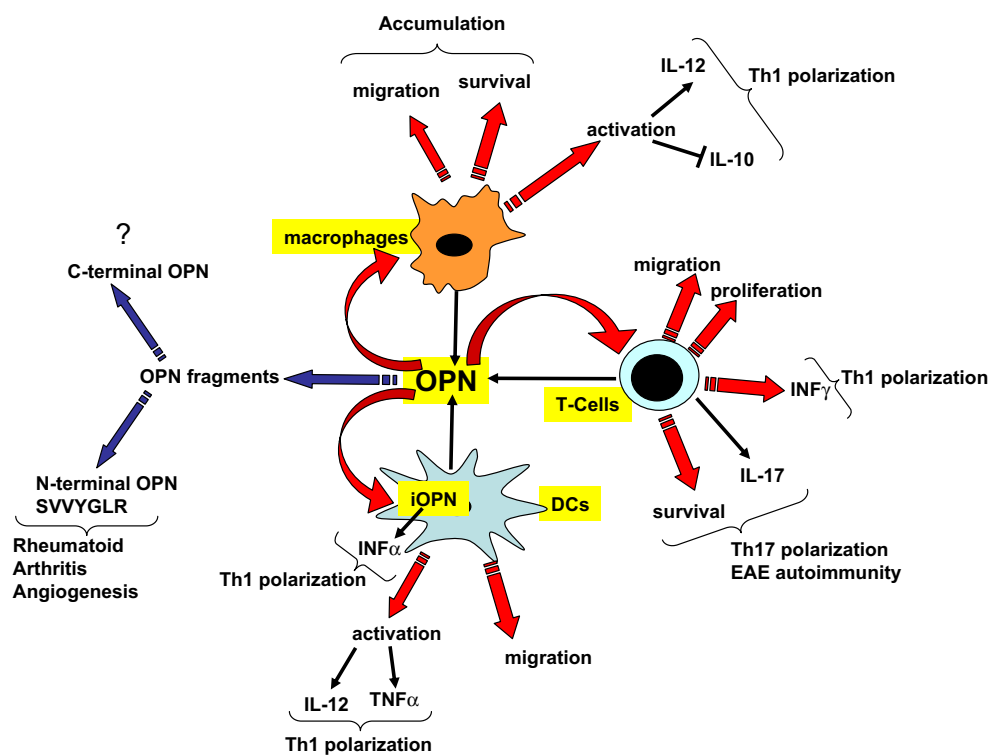 Accumulation
migration
survival
IL-12
Th1 polarization
activation
IL-10
macrophages
?
C-terminal OPN
migration
proliferation
OPN fragments
OPN
T-Cells
INFγ
Th1 polarization
IL-17
N-terminal OPN
SVVYGLR
iOPN
DCs
survival
Rheumatoid
Arthritis
Angiogenesis
INFα
Th1 polarization
Th17 polarization
EAE autoimmunity
activation
migration
IL-12
TNFα
Th1 polarization